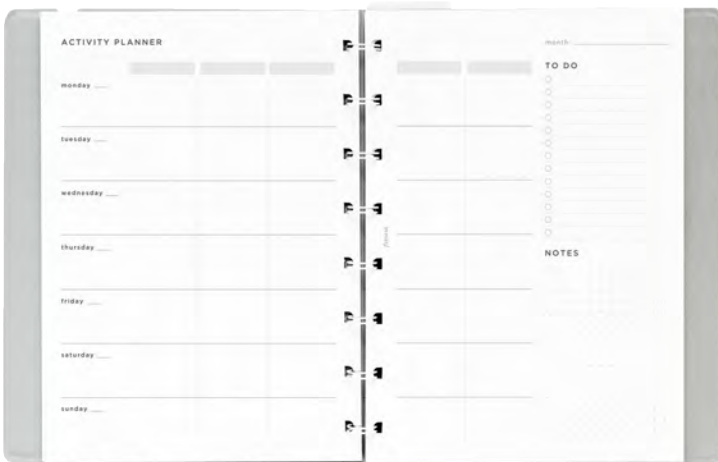 ACTIVITY PLANNER
monday
tuesday
wednesday
thursday
friday
saturday
sunday
month
TO DO
NOTES